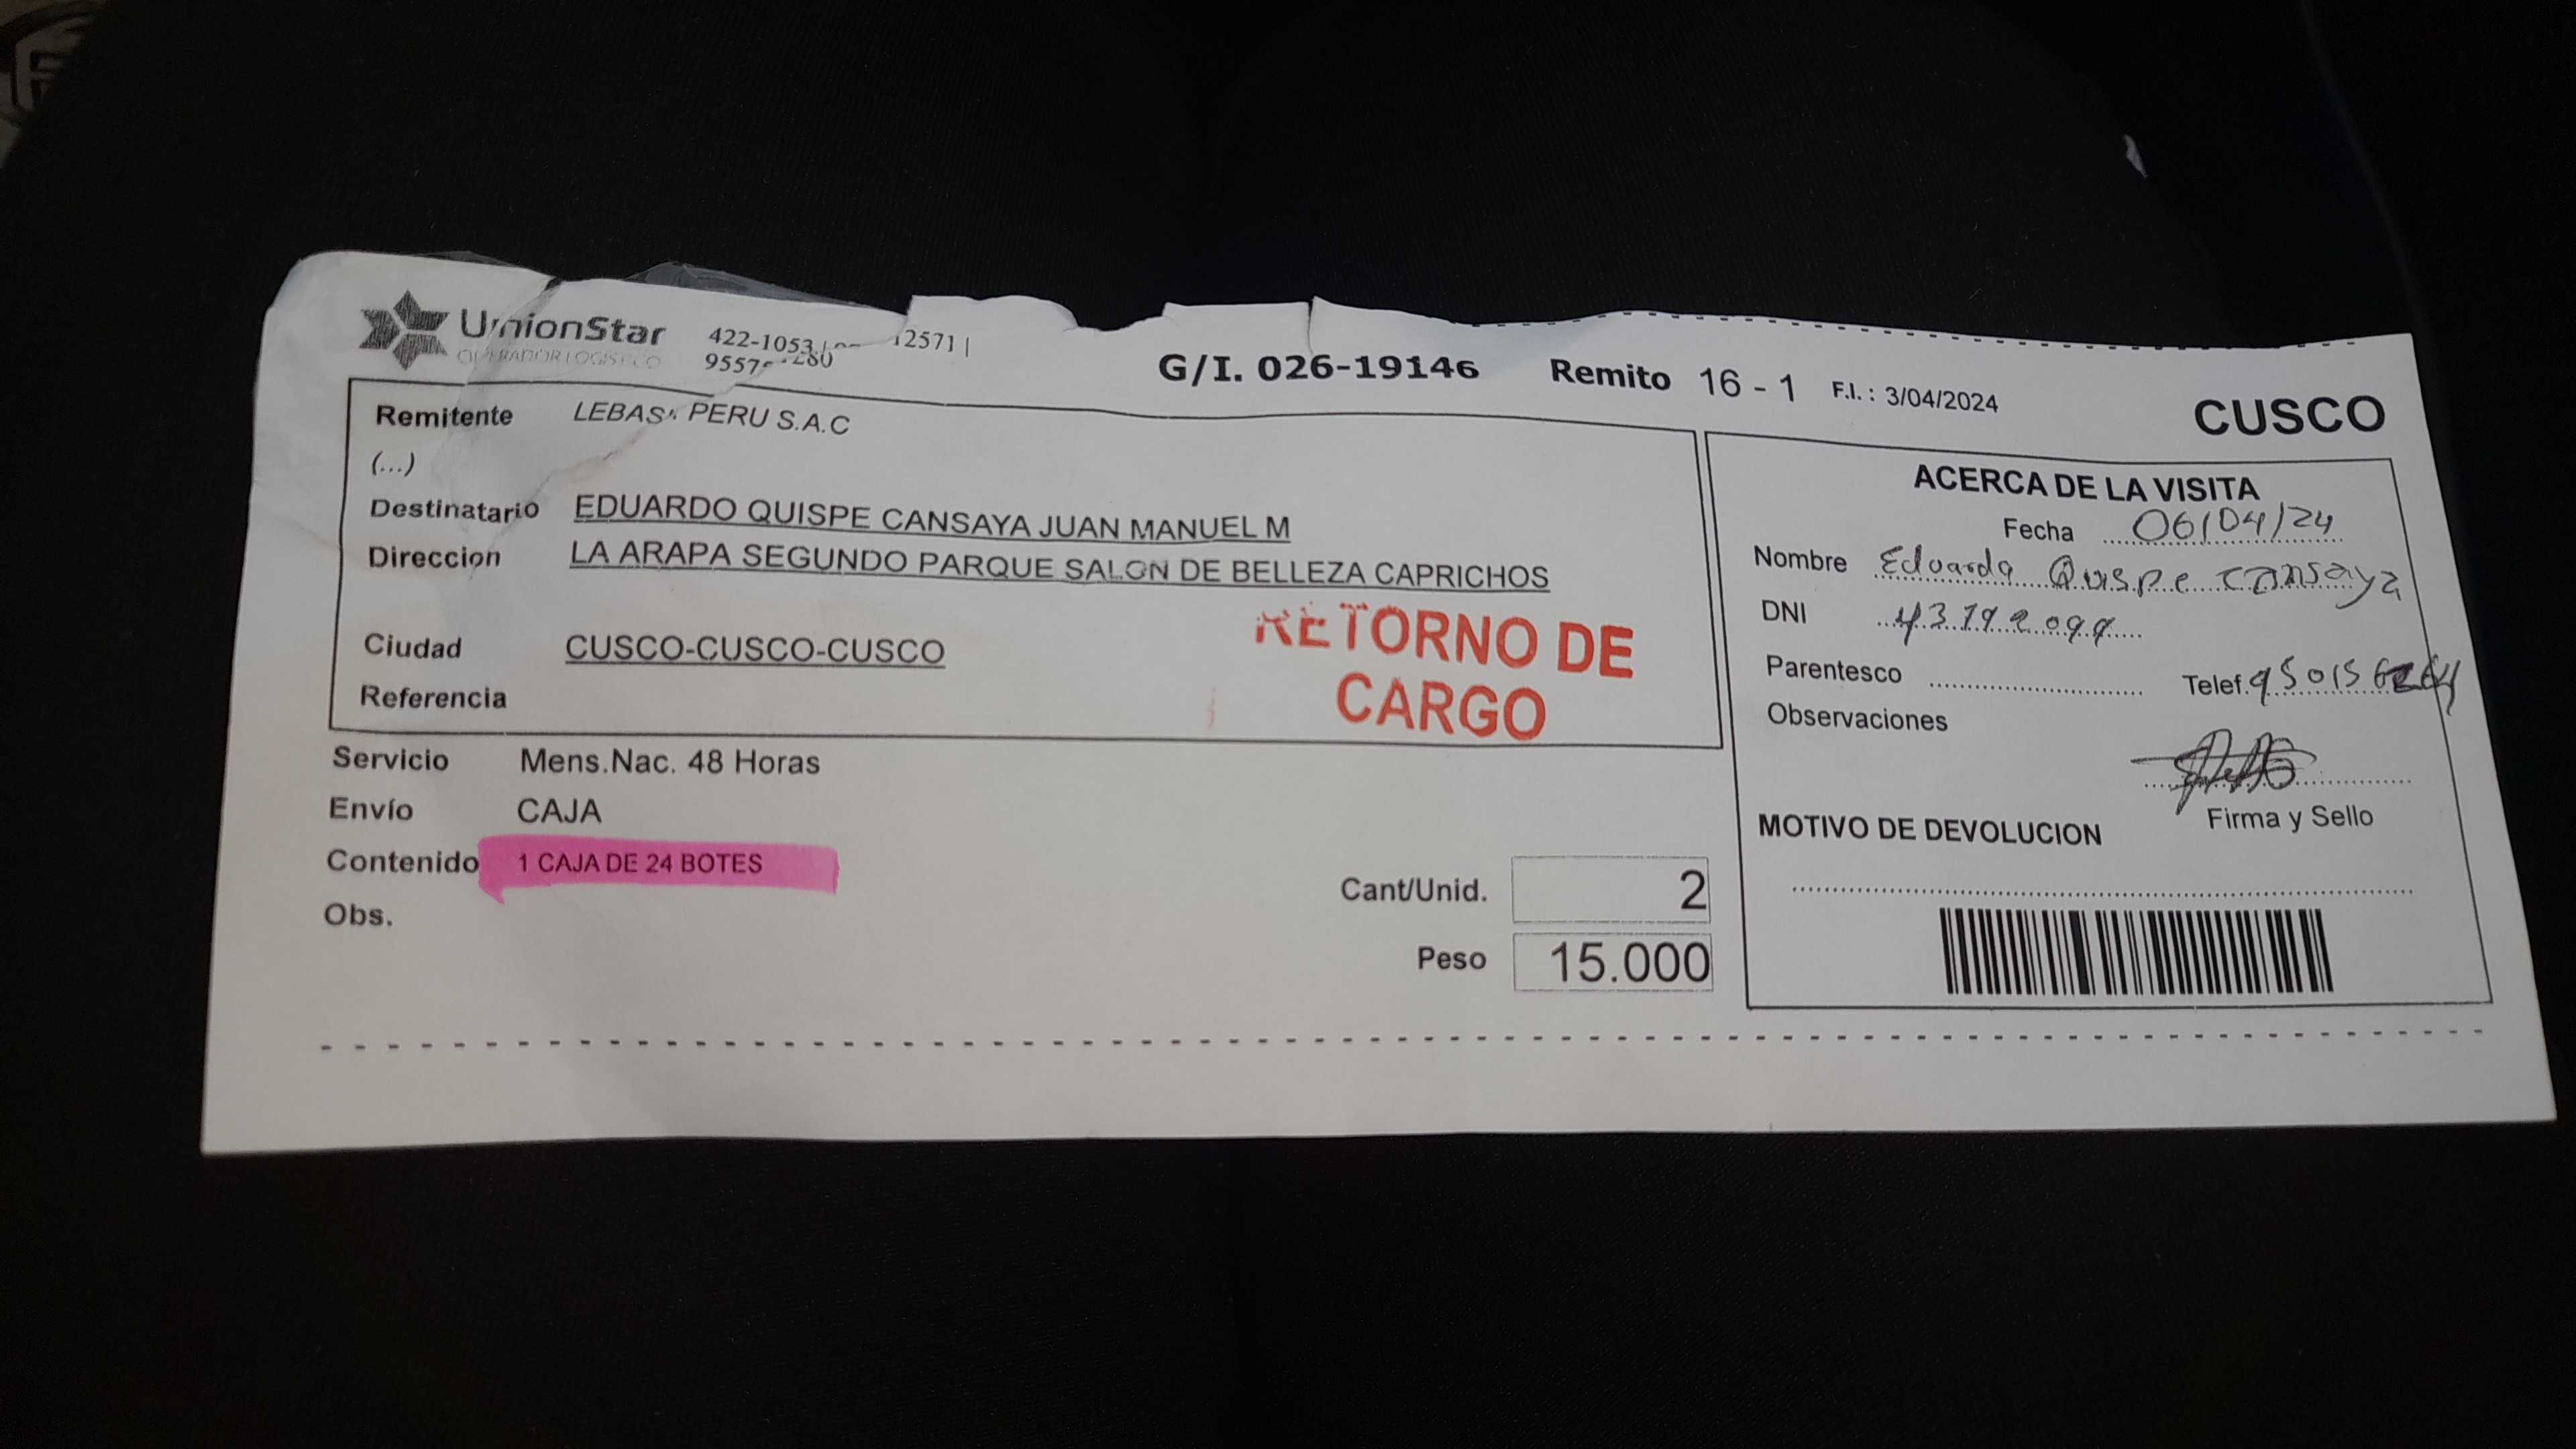 UnionStar
OPERADOR LOGISTICO
422-1053 | 12571 |
G/I. 026-19146 Remito 16 - 1 F.I. : 3/04/2024
CUSCO
Remitente PERU S.A.C
(...)
Destinatario EDUARDO QUISPE CANSAYA JUAN MANUEL M
Direccion LA ARAPA SEGUNDO PARQUE SALON DE BELLEZA CAPRICHOS
Ciudad CUSCO-CUSCO-CUSCO
Referencia
RETORNO DE
CARGO
Servicio Mens.Nac. 48 Horas
Envío CAJA
Contenido 1 CAJA DE 24 BOTES
Obs.
Cant/Unid. 2
Peso 15.000
ACERCA DE LA VISITA
Fecha 06/04/24
Nombre Eduardo Quispe Cansaya
DNI
Parentesco Telef.
Observaciones
Firma y Sello
MOTIVO DE DEVOLUCION